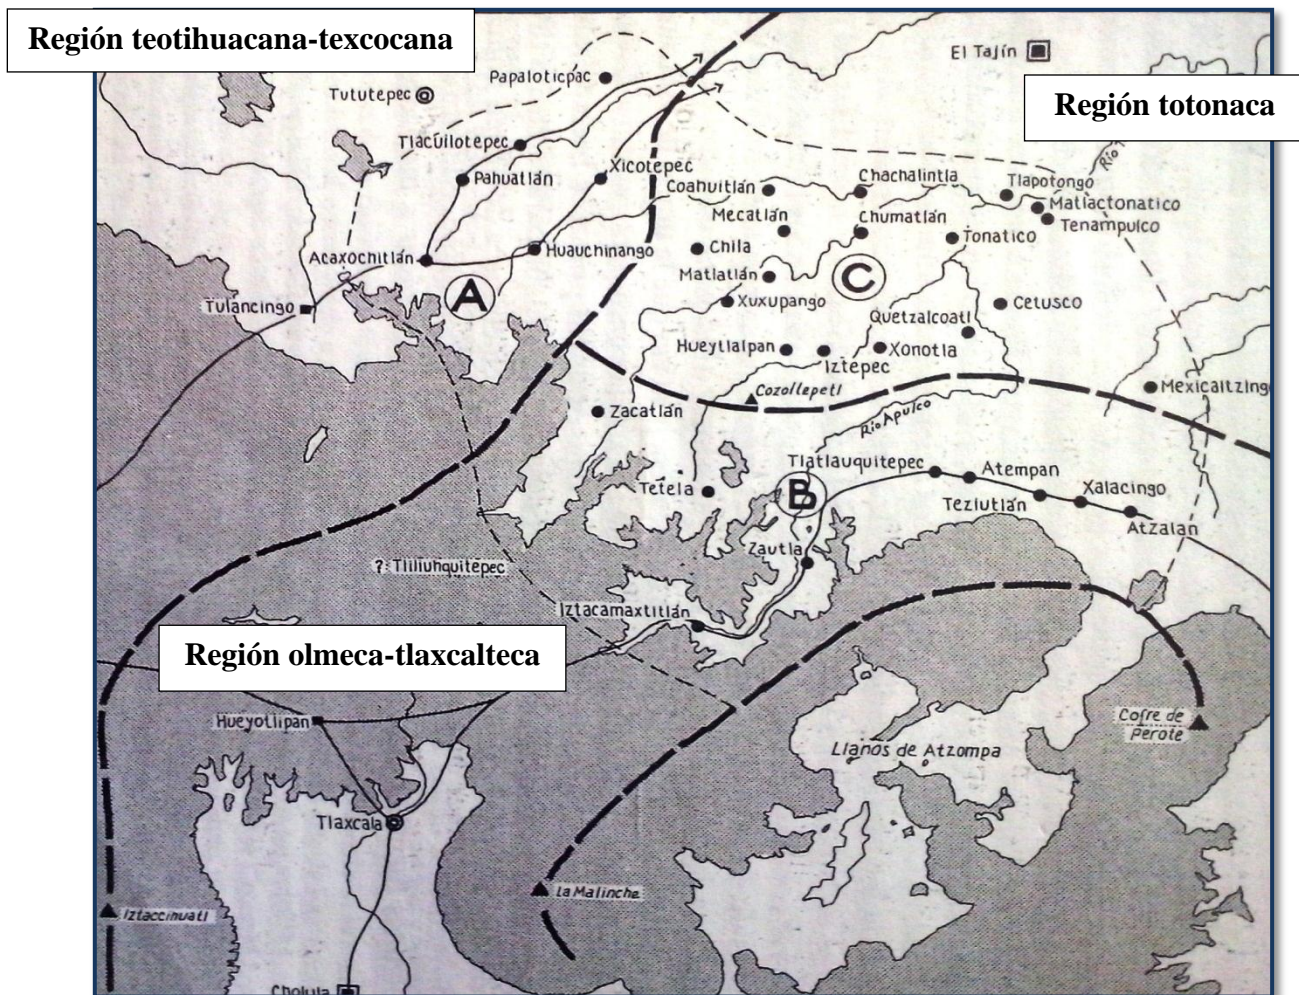 Región teotihuacana-texcocana
El Tajín
Papaloticpac
Tututepec
Región totonaca
Tlacuilotepec
Río
Xicotepec
Pahuatlán
Coahuitlán
Chachalintla
Tlapotongo
Matlactonatico
Mecatlán
Chumatlán
Tenampulco
Acaxochitlán
Huauchinango
Chila
Tonatico
Matlatlán
C
A
Xuxupango
Cetusco
Tulancingo
Quetzalcoatl
Hueytlalpan
Xonotla
Iztepec
Cozoltepetl
Mexicaltzing
Zacatlán
Río Apulco
Tlatlauquitepec
Atempan
Tetela
B
Xalacingo
Teziutlán
Atzalan
Zautla
? Tliliuhquitepec
Iztacamaxtitlán
Región olmeca-tlaxcalteca
Hueyotlipan
Cofre de
Perote
Llanos de Atzompa
Tlaxcala
la Malinche
Iztaccihuatl
Cholula